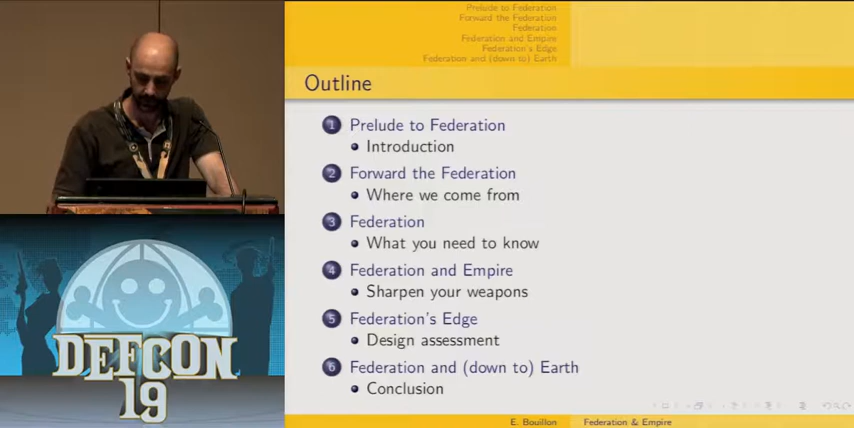 Prelude to Federation
Forward the Federation
Federation
Federation and Empire
Federation's Edge
Federation and (down to) Earth
Outline
1 Prelude to Federation
Introduction
2 Forward the Federation
Where we come from
3 Federation
What you need to know
4 Federation and Empire
Sharpen your weapons
5 Federation's Edge
Design assessment
6 Federation and (down to) Earth
Conclusion
E. Bouillon
Federation & Empire
DEFCON
19